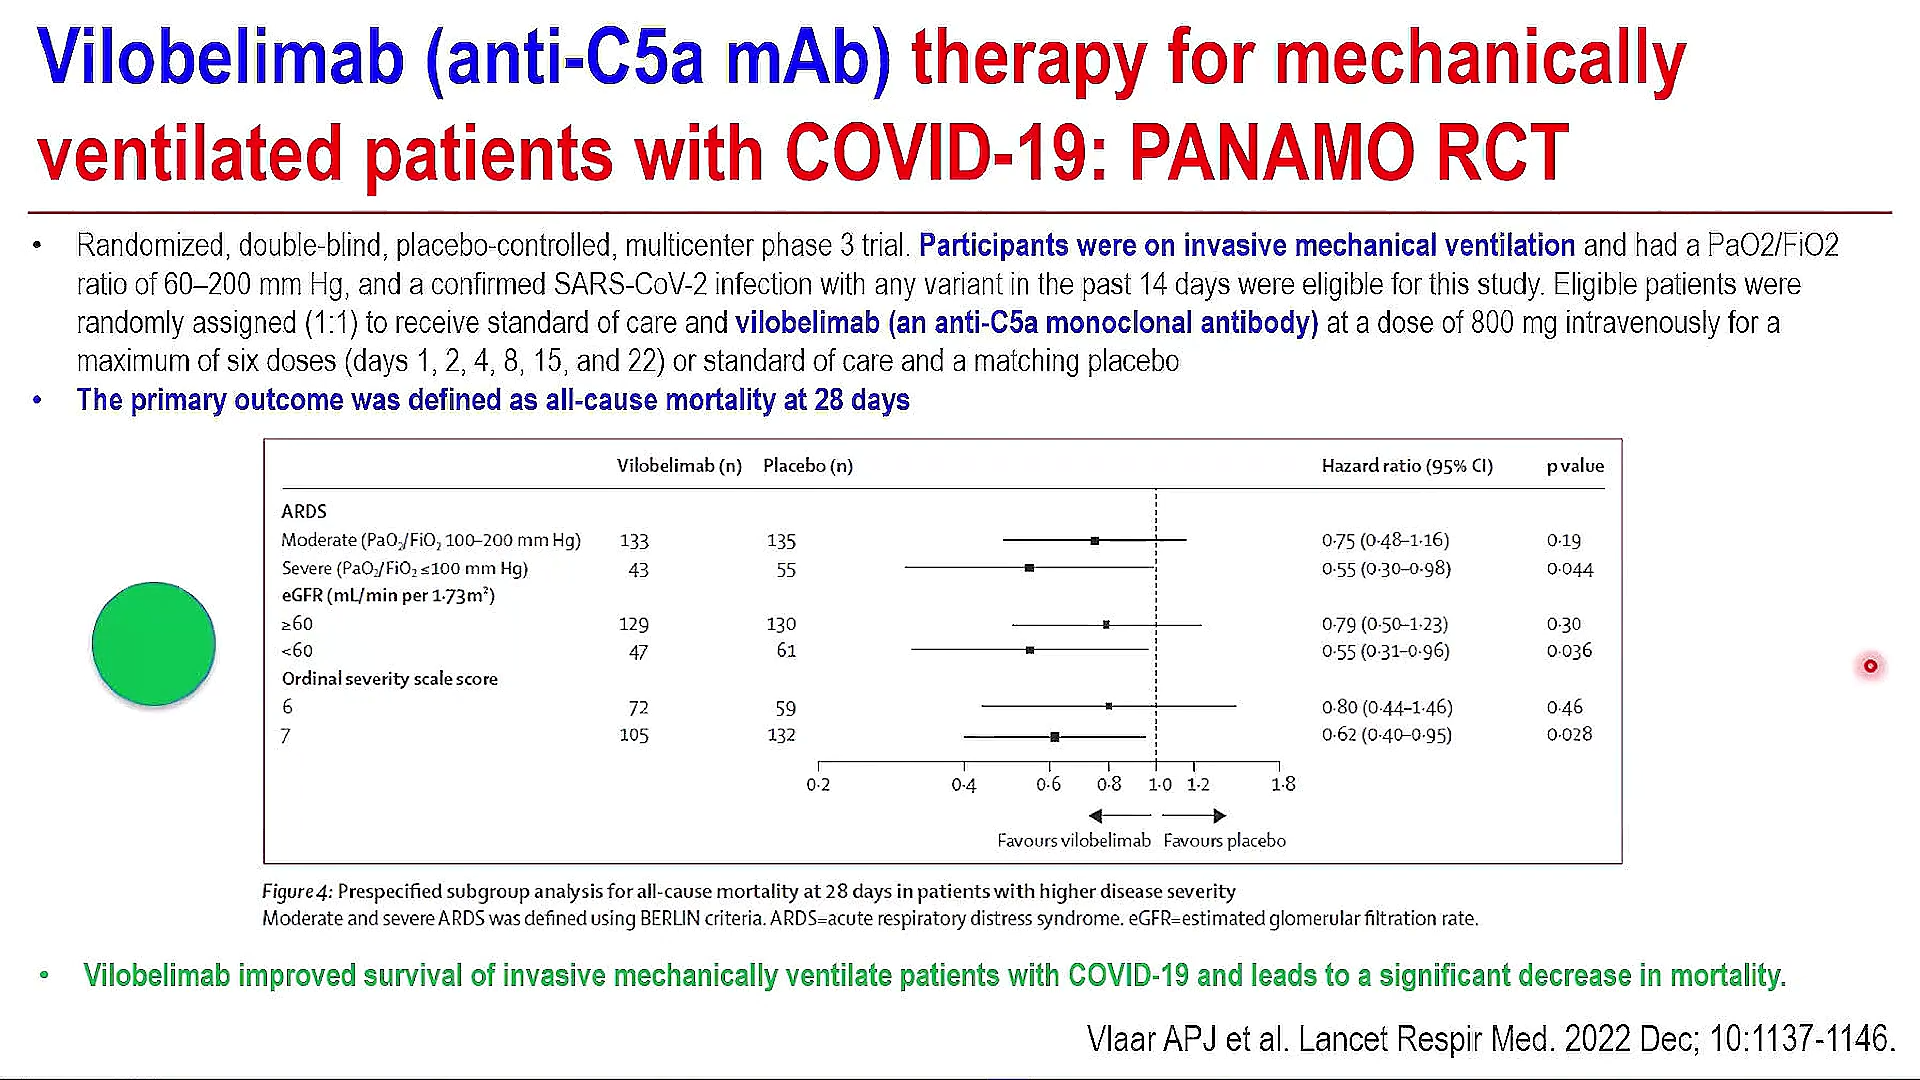 Vilobelimab (anti-C5a mAb) therapy for mechanically
ventilated patients with COVID-19: PANAMO RCT
• Randomized, double-blind, placebo-controlled, multicenter phase 3 trial. Participants were on invasive mechanical ventilation and had a PaO2/FiO2
ratio of 60–200 mm Hg, and a confirmed SARS-CoV-2 infection with any variant in the past 14 days were eligible for this study. Eligible patients were
randomly assigned (1:1) to receive standard of care and vilobelimab (an anti-C5a monoclonal antibody) at a dose of 800 mg intravenously for a
maximum of six doses (days 1, 2, 4, 8, 15, and 22) or standard of care and a matching placebo
• The primary outcome was defined as all-cause mortality at 28 days
Vilobelimab (n) Placebo (n) Hazard ratio (95% CI) p value
ARDS
Moderate (PaO₂/FiO₂ 100–200 mm Hg) 133 135 0·75 (0·48–1·16) 0·19
Severe (PaO₂/FiO₂ ≤100 mm Hg) 43 55 0·55 (0·30–0·98) 0·044
eGFR (mL/min per 1·73m²)
≥60 129 130 0·79 (0·50–1·23) 0·30
<60 47 61 0·55 (0·31–0·96) 0·036
Ordinal severity scale score
6 72 59 0·80 (0·44–1·46) 0·46
7 105 132 0·62 (0·40–0·95) 0·028
0·2 0·4 0·6 0·8 1·0 1·2 1·8
Favours vilobelimab Favours placebo
Figure 4: Prespecified subgroup analysis for all-cause mortality at 28 days in patients with higher disease severity
Moderate and severe ARDS was defined using BERLIN criteria. ARDS=acute respiratory distress syndrome. eGFR=estimated glomerular filtration rate.
• Vilobelimab improved survival of invasive mechanically ventilate patients with COVID-19 and leads to a significant decrease in mortality.
Vlaar APJ et al. Lancet Respir Med. 2022 Dec; 10:1137-1146.